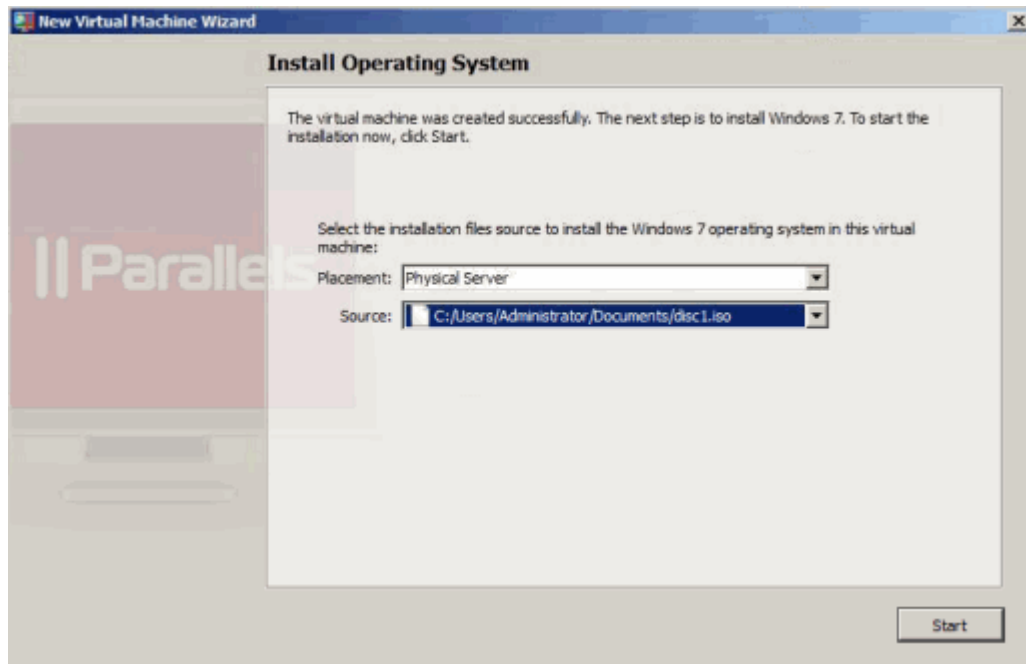 New Virtual Machine Wizard
Install Operating System
The virtual machine was created successfully. The next step is to install Windows 7. To start the
installation now, click Start.
Select the installation files source to install the Windows 7 operating system in this virtual
machine:
Placement: Physical Server
Source: C:/Users/Administrator/Documents/disc1.iso
Parallels
Start